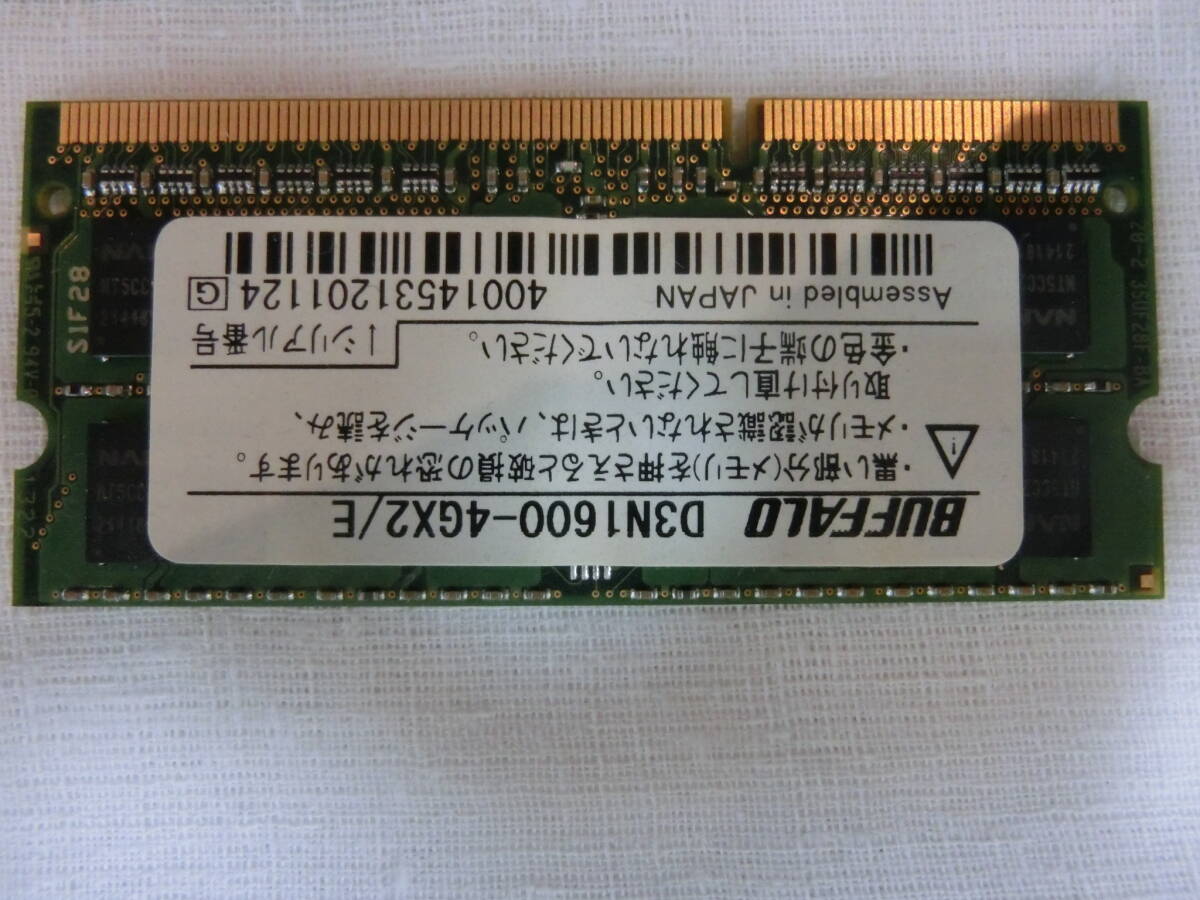 BUFFALO D3N1600-4GX2/E
・黒い部分(メモリ)を押さえると破損の恐れがあります。
・メモリが認識されないときは、パッケージを読み、
取り付け直してください。
・金色の端子に触れないでください。
↓シリアル番号
Assembled in JAPAN
40014531201124 G
S1F28